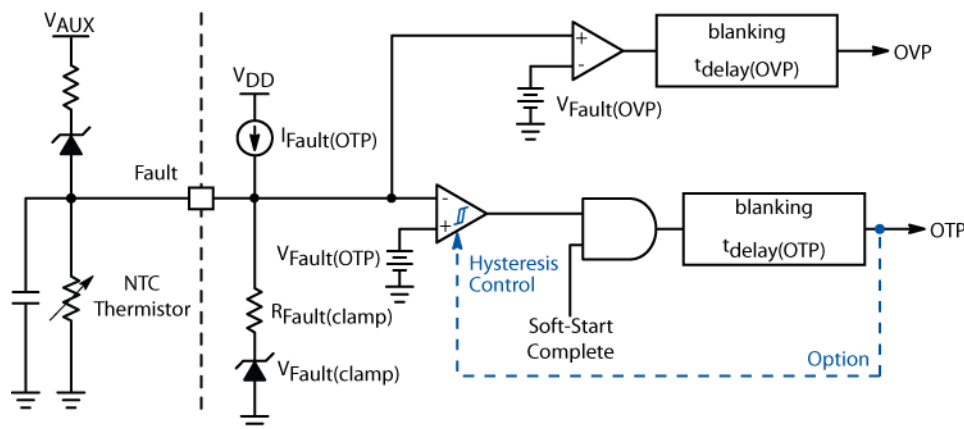 VAUX
Fault
NTC
Thermistor
VDD
IFault(OTP)
VFault(OTP)
RFault(clamp)
VFault(clamp)
+
-
VFault(OVP)
blanking
tdelay(OVP)
OVP
-
+
Hysteresis
Control
Soft-Start
Complete
blanking
tdelay(OTP)
OTP
Option